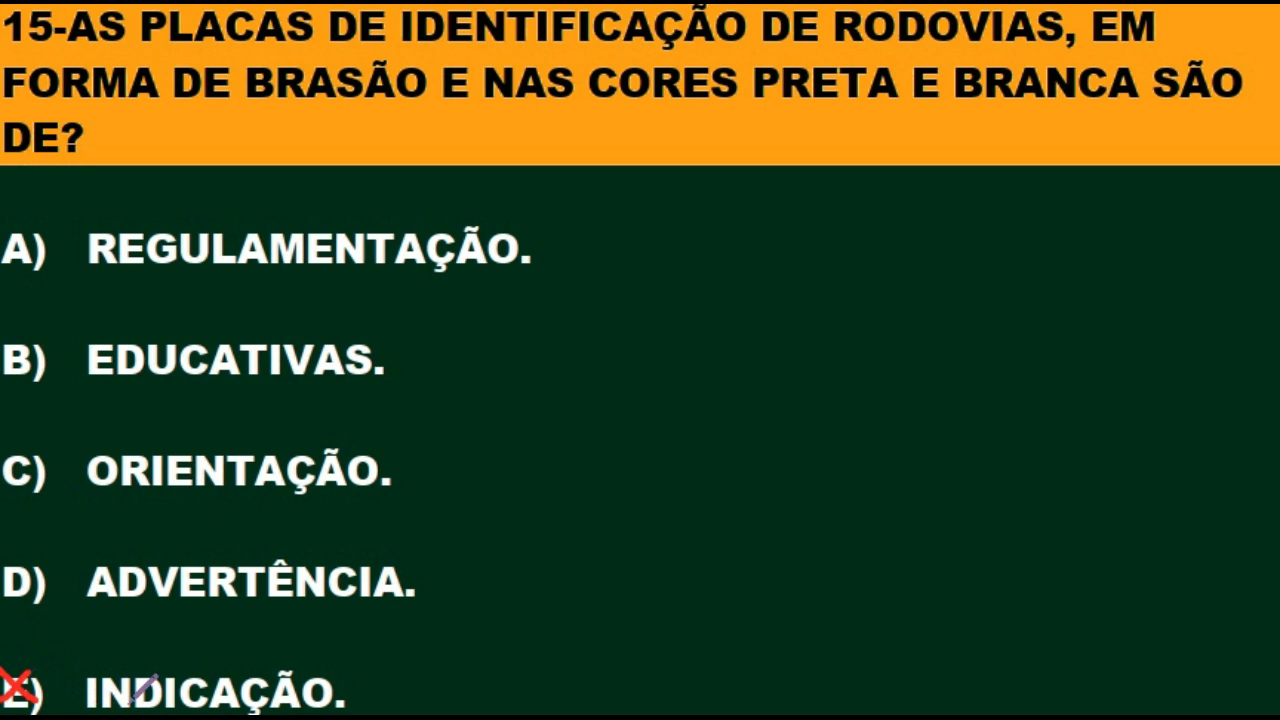 15-AS PLACAS DE IDENTIFICAÇÃO DE RODOVIAS, EM
FORMA DE BRASÃO E NAS CORES PRETA E BRANCA SÃO
DE?
A) REGULAMENTAÇÃO.
B) EDUCATIVAS.
C) ORIENTAÇÃO.
D) ADVERTÊNCIA.
E) INDICAÇÃO.